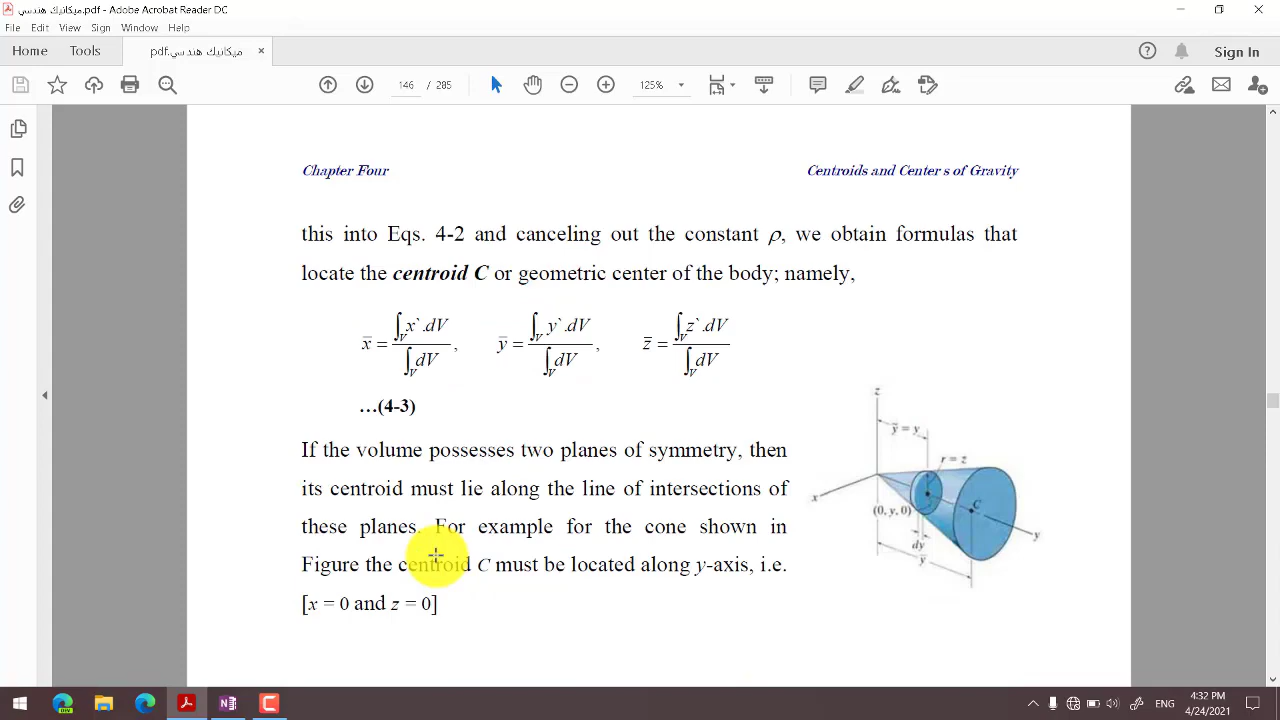 ميكانيك هندسي.pdf - Adobe Acrobat Reader DC
File Edit View Sign Window Help
Home Tools ميكانيك هندسي.pdf × Sign In
146 / 285 125%
Chapter Four Centroids and Center s of Gravity
this into Eqs. 4-2 and canceling out the constant ρ, we obtain formulas that
locate the centroid C or geometric center of the body; namely,
x̄ = ∫V x`.dV / ∫V dV, ȳ = ∫V y`.dV / ∫V dV, z̄ = ∫V z`.dV / ∫V dV
…(4-3)
If the volume possesses two planes of symmetry, then
its centroid must lie along the line of intersections of
these planes. For example for the cone shown in
Figure the centroid C must be located along y-axis, i.e.
[x = 0 and z = 0]
z
ỹ = y
r = z
x
(0, y, 0)
C
y
dy
ȳ
ENG
4:32 PM
4/24/2021